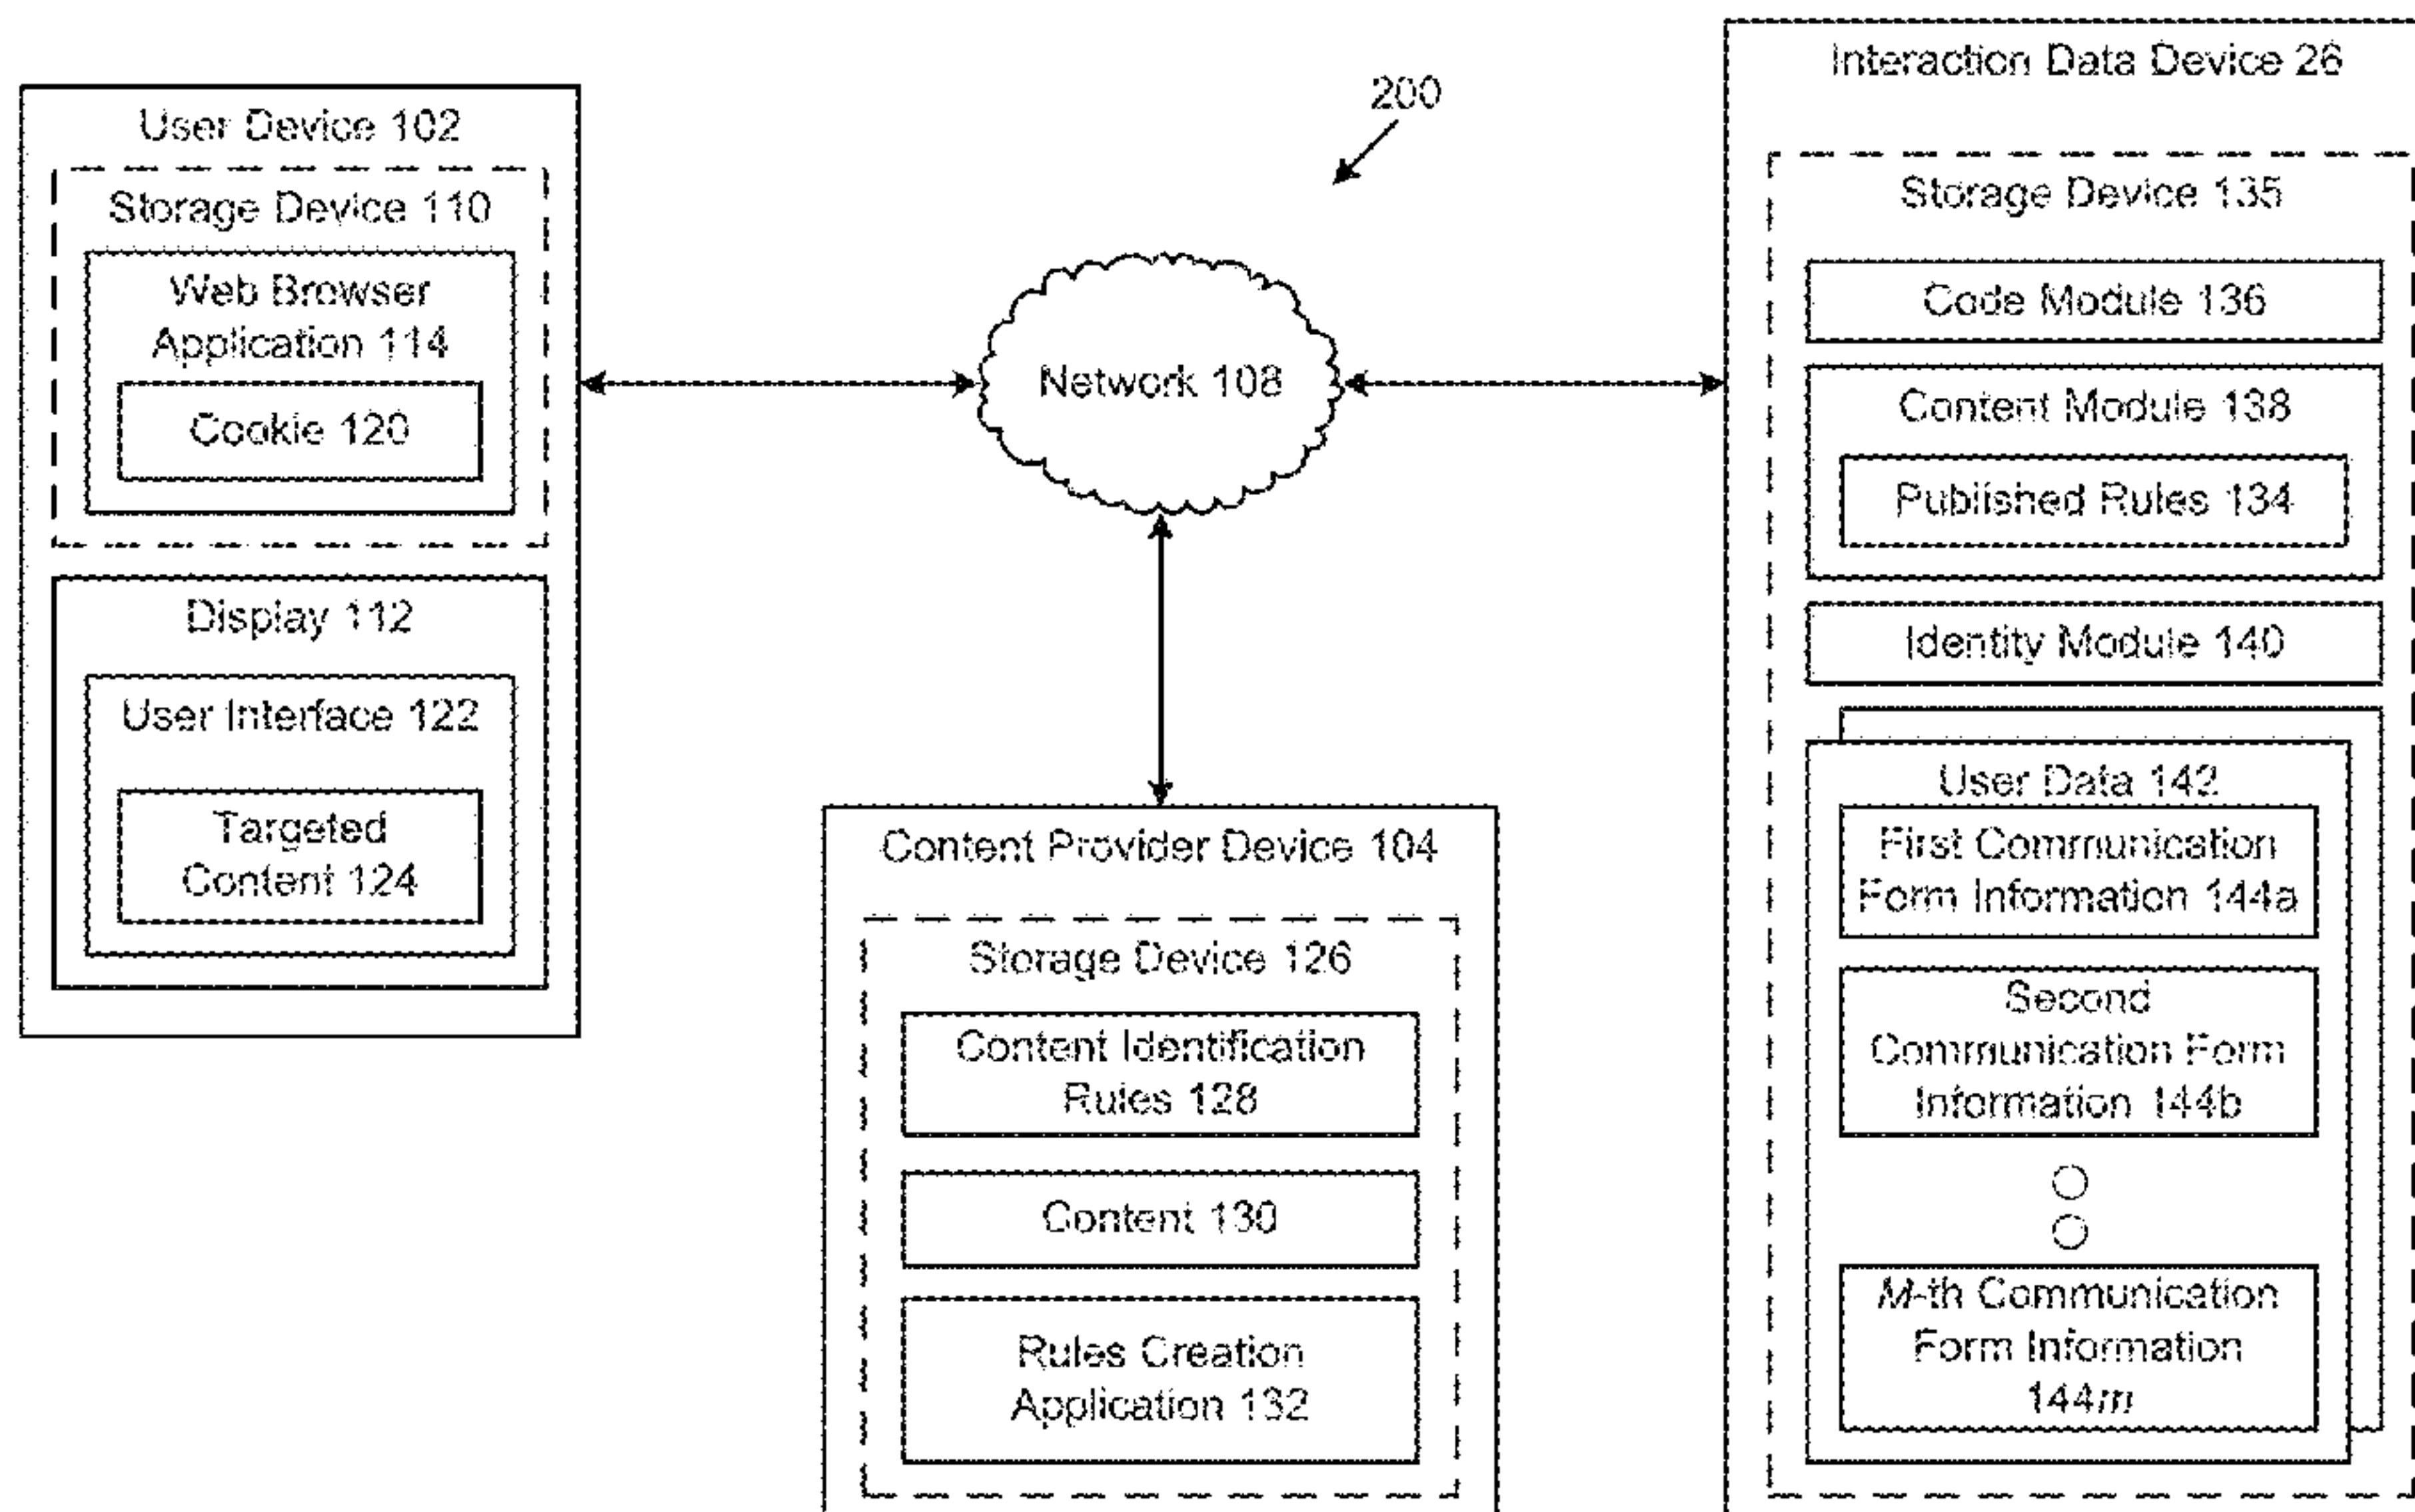 User Device 102
Storage Device 110
Web Browser
Application 114
Cookie 120
Display 112
User Interface 122
Targeted
Content 124
200
Network 108
Content Provider Device 104
Storage Device 126
Content Identification
Rules 128
Content 130
Rules Creation
Application 132
Interaction Data Device 26
Storage Device 135
Code Module 136
Content Module 138
Published Rules 134
Identity Module 140
User Data 142
First Communication
Form Information 144a
Second
Communication Form
Information 144b
M-th Communication
Form Information
144m